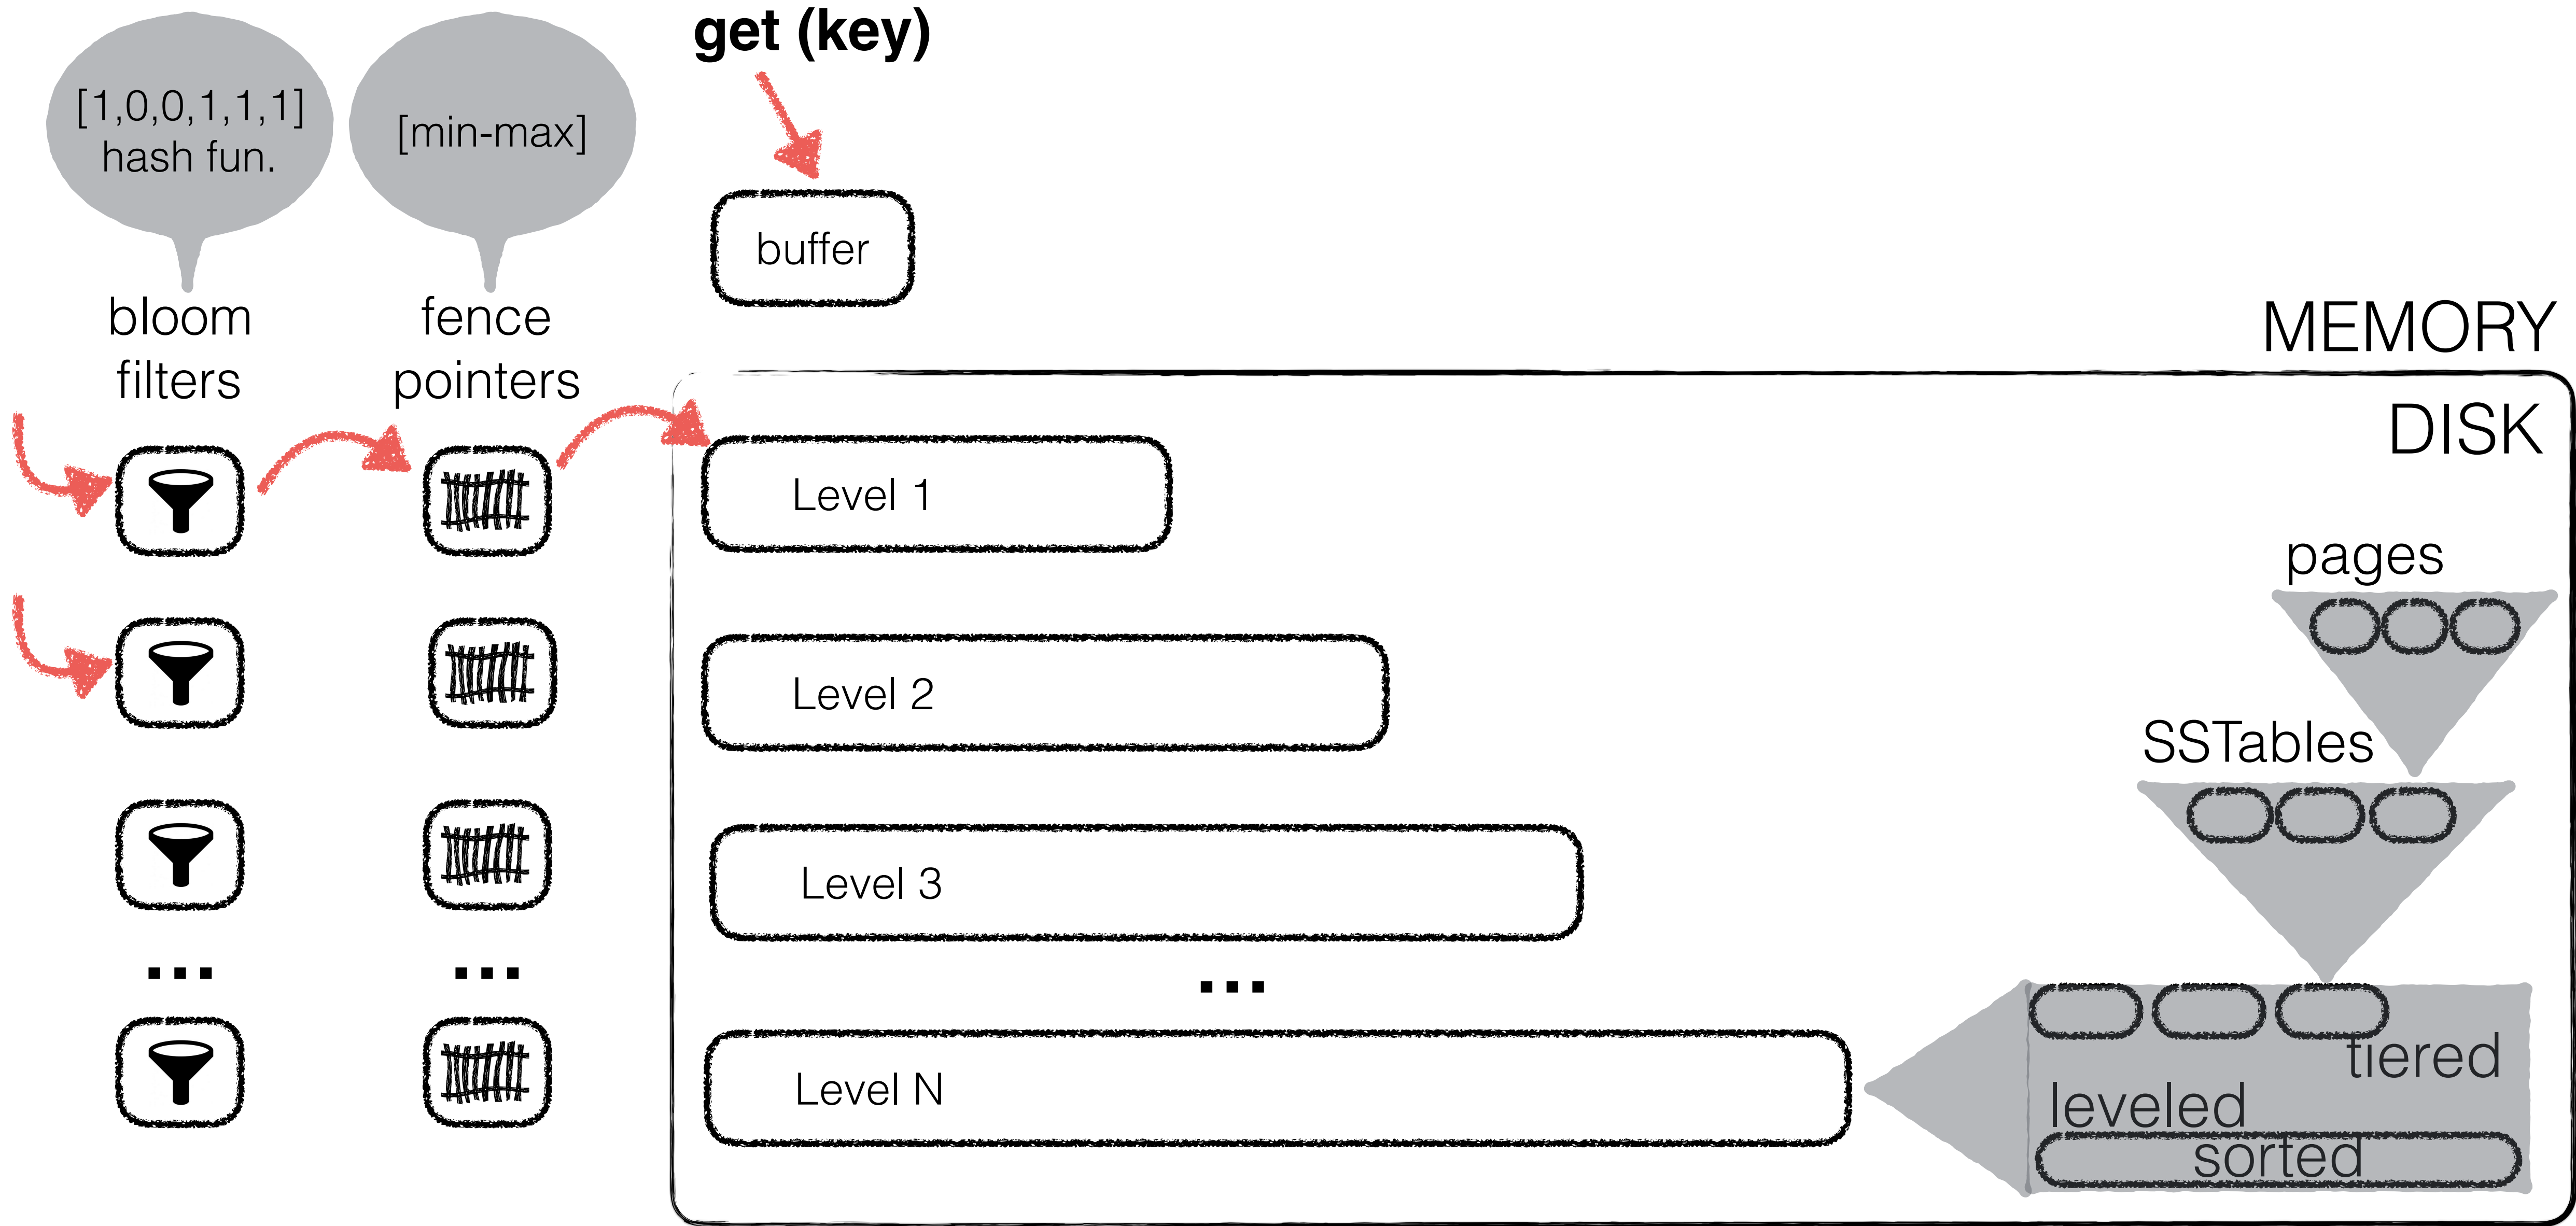 get (key)
[1,0,0,1,1,1]
hash fun.
[min-max]
buffer
bloom
filters
fence
pointers
MEMORY
DISK
Level 1
pages
Level 2
SSTables
Level 3
...
...
...
Level N
tiered
leveled
sorted